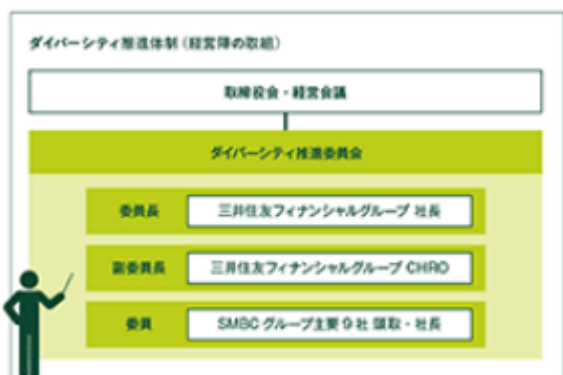 ダイバーシティ推進体制（経営陣の取組）
取締役会・経営会議
ダイバーシティ推進委員会
委員長 三井住友フィナンシャルグループ 社長
副委員長 三井住友フィナンシャルグループ CHRO
委員 SMBCグループ主要9社 頭取・社長